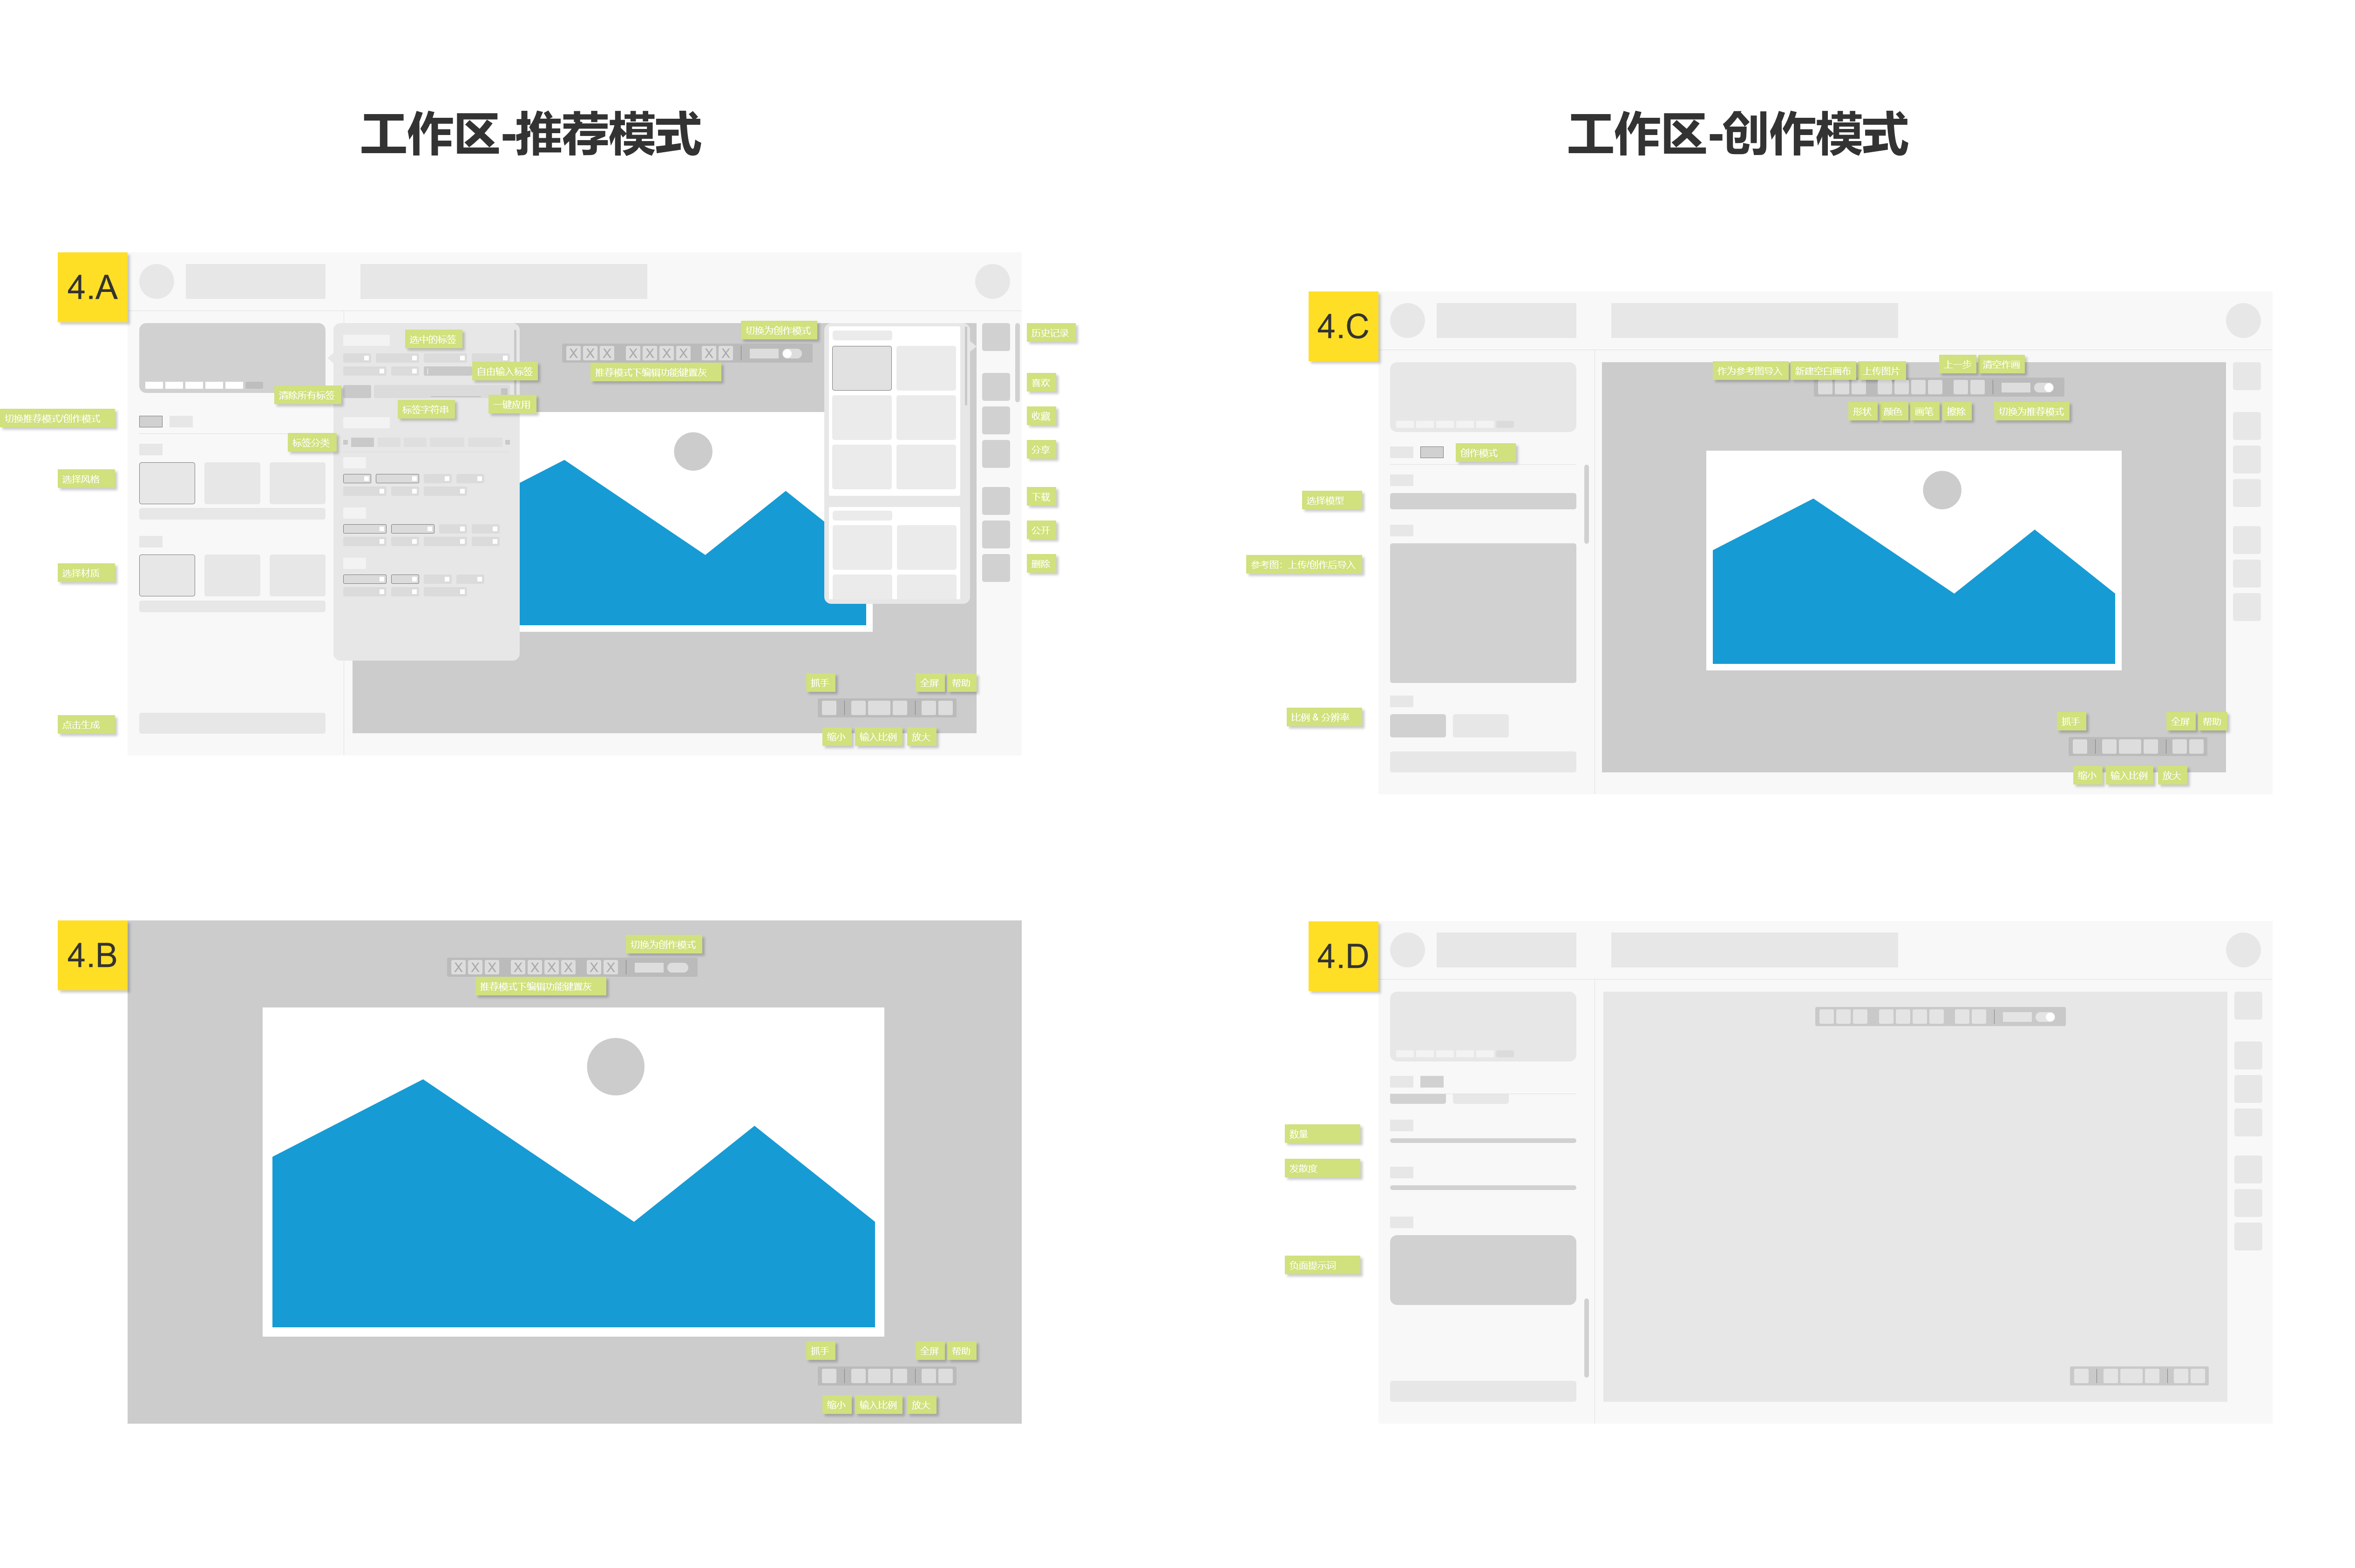 工作区-推荐模式
工作区-创作模式
4.A
选中的标签
切换为创作模式
历史记录
自由输入标签
推荐模式下编辑功能键置灰
喜欢
清除所有标签
标签字符串
一键应用
收藏
切换推荐模式/创作模式
标签分类
分享
选择风格
下载
公开
选择材质
删除
抓手
全屏
帮助
点击生成
缩小
输入比例
放大
4.C
作为参考图导入
新建空白画布
上传图片
上一步
清空作画
形状
颜色
画笔
擦除
切换为推荐模式
创作模式
选择模型
参考图：上传/创作后导入
比例 & 分辨率
抓手
全屏
帮助
缩小
输入比例
放大
4.B
切换为创作模式
推荐模式下编辑功能键置灰
抓手
全屏
帮助
缩小
输入比例
放大
4.D
数量
发散度
负面提示词